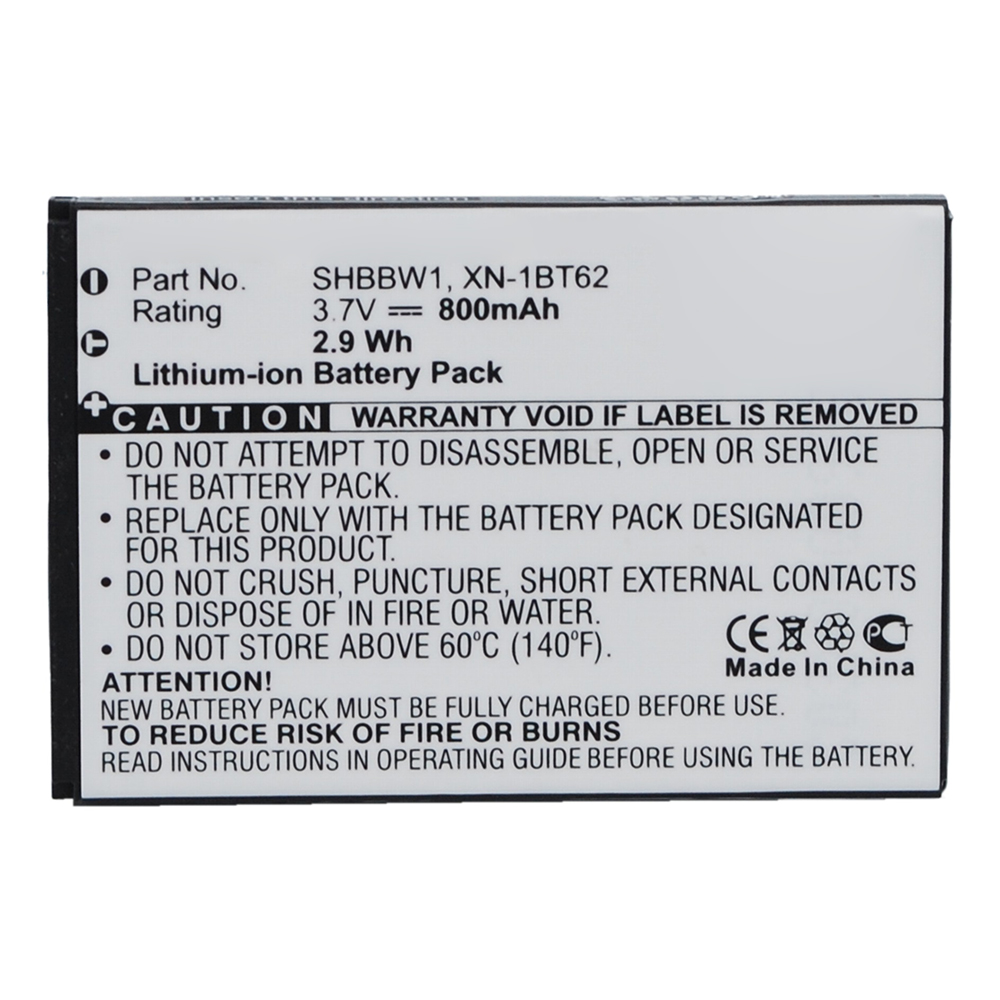 Part No. SHBBW1, XN-1BT62
Rating 3.7V 800mAh
2.9 Wh
Lithium-ion Battery Pack
CAUTION WARRANTY VOID IF LABEL IS REMOVED
• DO NOT ATTEMPT TO DISASSEMBLE, OPEN OR SERVICE
THE BATTERY PACK.
• REPLACE ONLY WITH THE BATTERY PACK DESIGNATED
FOR THIS PRODUCT.
• DO NOT CRUSH, PUNCTURE, SHORT EXTERNAL CONTACTS
OR DISPOSE OF IN FIRE OR WATER.
• DO NOT STORE ABOVE 60°C (140°F).
CE PCT
Made In China
ATTENTION!
NEW BATTERY PACK MUST BE FULLY CHARGED BEFORE USE.
TO REDUCE RISK OF FIRE OR BURNS
READ INSTRUCTIONS IN OPERATING GUIDE BEFORE USING THE BATTERY.